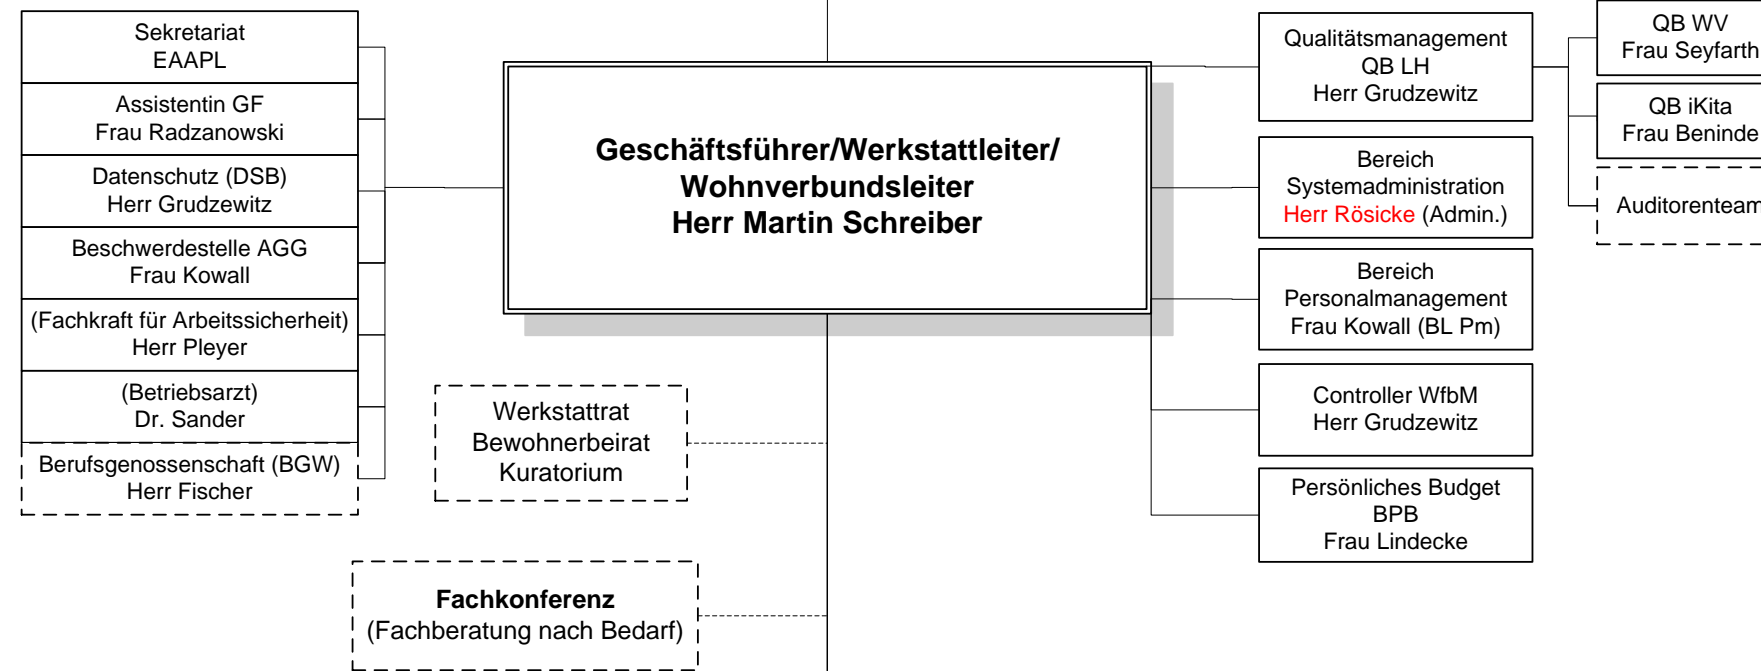 Sekretariat
EAAPL
Assistentin GF
Frau Radzanowski
Datenschutz (DSB)
Herr Grudzewitz
Beschwerdestelle AGG
Frau Kowall
(Fachkraft für Arbeitssicherheit)
Herr Pleyer
(Betriebsarzt)
Dr. Sander
Berufsgenossenschaft (BGW)
Herr Fischer
Geschäftsführer/Werkstattleiter/
Wohnverbundsleiter
Herr Martin Schreiber
Werkstattrat
Bewohnerbeirat
Kuratorium
Fachkonferenz
(Fachberatung nach Bedarf)
Qualitätsmanagement
QB LH
Herr Grudzewitz
Bereich
Systemadministration
Herr Rösicke (Admin.)
Bereich
Personalmanagement
Frau Kowall (BL Pm)
Controller WfbM
Herr Grudzewitz
Persönliches Budget
BPB
Frau Lindecke
QB WV
Frau Seyfarth
QB iKita
Frau Beninde
Auditorenteam